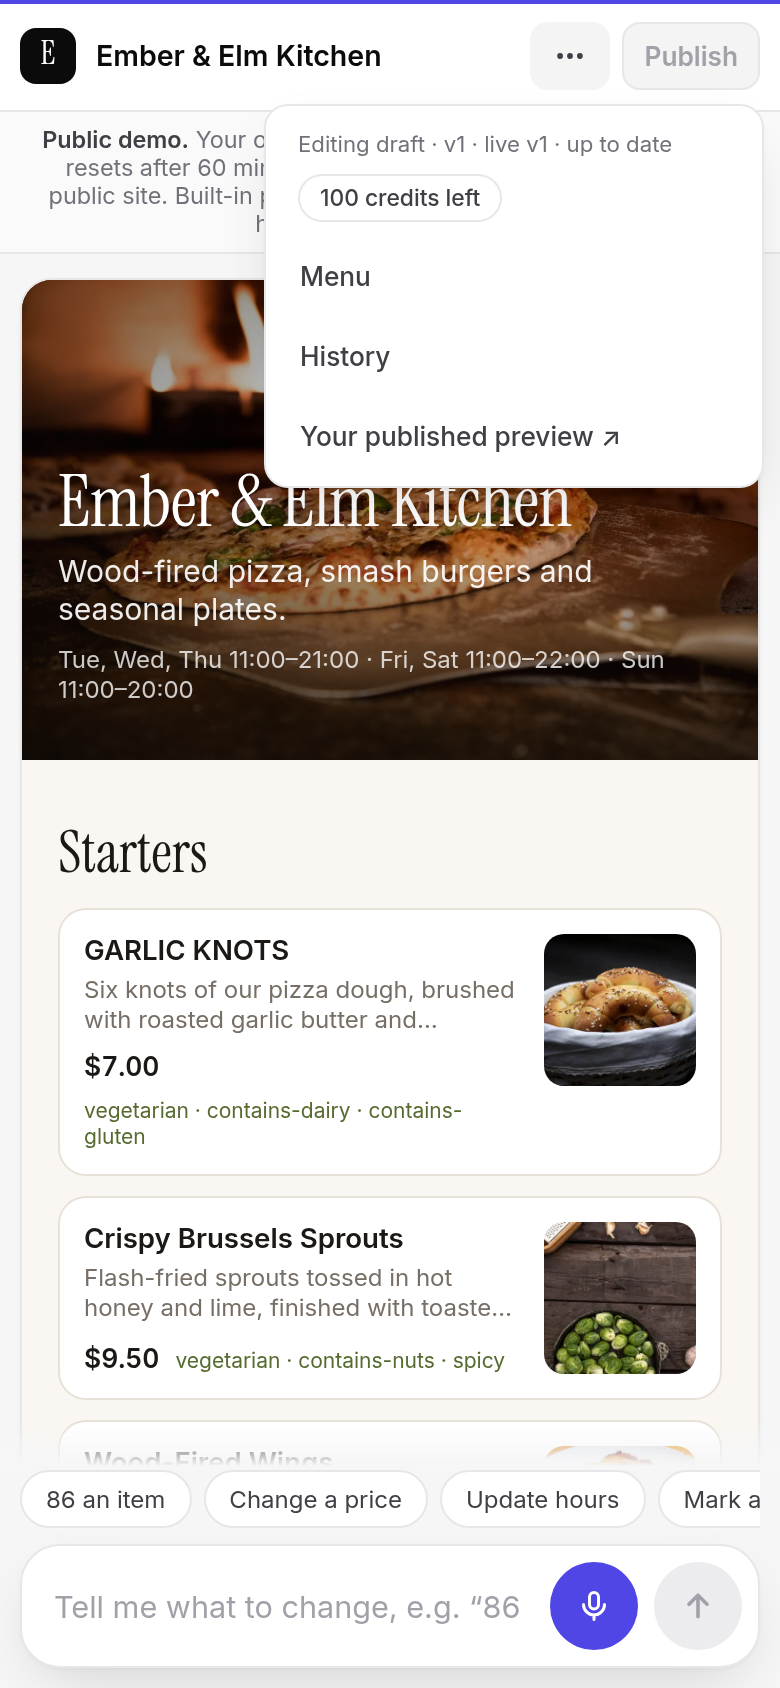 E
Ember & Elm Kitchen
•••
Publish
Public demo. Your
resets after 60
public site. Built-in
Editing draft · v1 · live v1 · up to date
100 credits left
Menu
History
Your published preview ↗
Ember & Elm Kitchen
Wood-fired pizza, smash burgers and
seasonal plates.
Tue, Wed, Thu 11:00–21:00 · Fri, Sat 11:00–22:00 · Sun
11:00–20:00
Starters
GARLIC KNOTS
Six knots of our pizza dough, brushed
with roasted garlic butter and...
$7.00
vegetarian · contains-dairy · contains-
gluten
Crispy Brussels Sprouts
Flash-fried sprouts tossed in hot
honey and lime, finished with toaste...
$9.50 vegetarian · contains-nuts · spicy
Wood-Fired Wings
86 an item
Change a price
Update hours
Mark a
Tell me what to change, e.g. “86